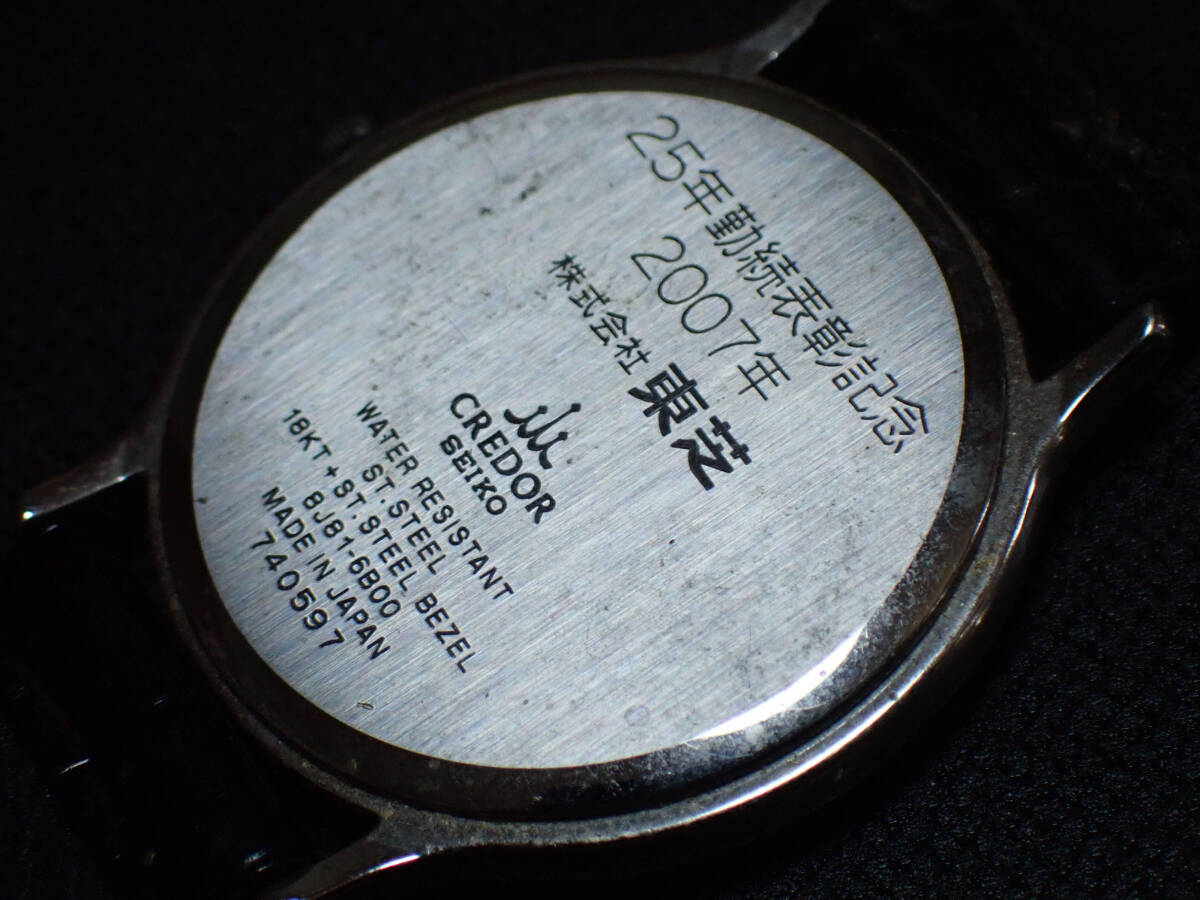 25年勤続表彰記念
2007年
株式会社 東芝
CREDOR
SEIKO
WATER RESISTANT
ST.STEEL
18KT+ST.STEEL BEZEL
8J81-6B00
MADE IN JAPAN
740597